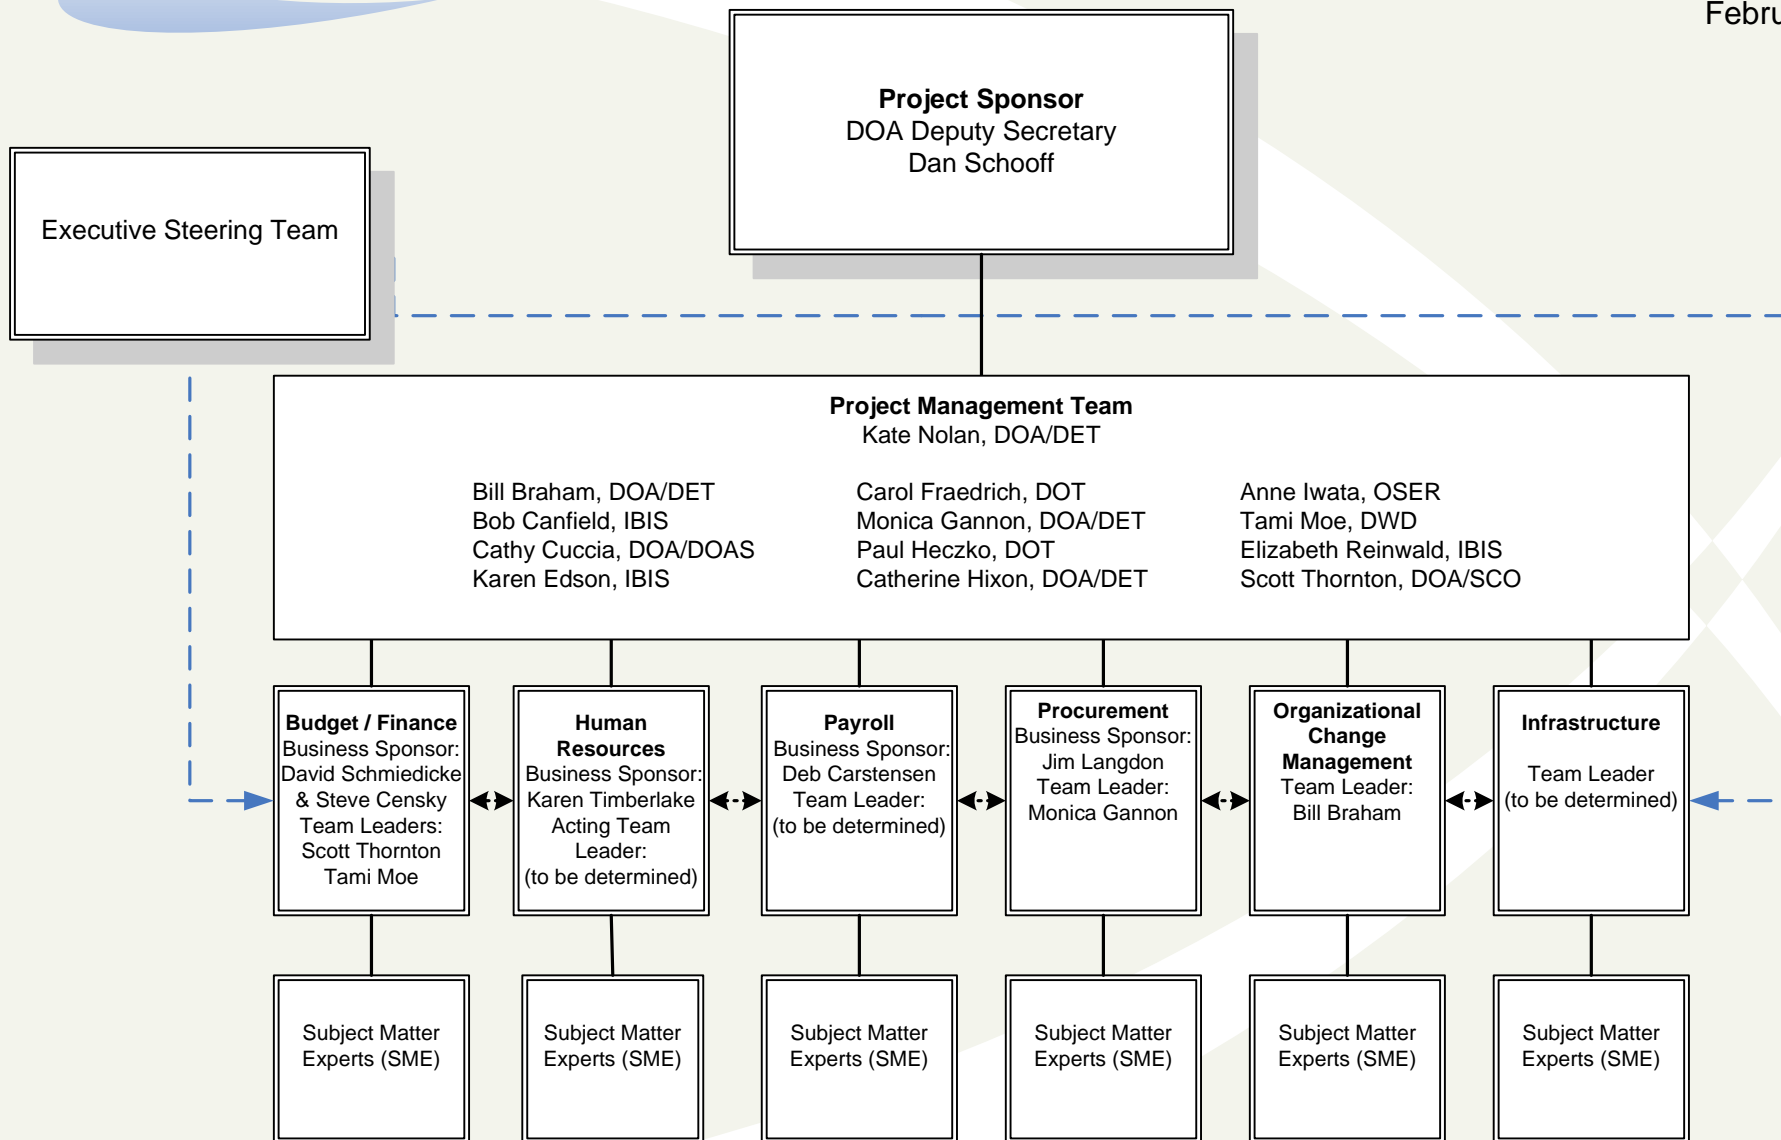 Project Sponsor
DOA Deputy Secretary
Dan Schooff
Executive Steering Team
Project Management Team
Kate Nolan, DOA/DET
Bill Braham, DOA/DET
Bob Canfield, IBIS
Cathy Cuccia, DOA/DOAS
Karen Edson, IBIS
Carol Fraedrich, DOT
Monica Gannon, DOA/DET
Paul Heczko, DOT
Catherine Hixon, DOA/DET
Anne Iwata, OSER
Tami Moe, DWD
Elizabeth Reinwald, IBIS
Scott Thornton, DOA/SCO
Budget / Finance
Business Sponsor:
David Schmiedicke
& Steve Censky
Team Leaders:
Scott Thornton
Tami Moe
Human
Resources
Business Sponsor:
Karen Timberlake
Acting Team
Leader:
(to be determined)
Payroll
Business Sponsor:
Deb Carstensen
Team Leader:
(to be determined)
Procurement
Business Sponsor:
Jim Langdon
Team Leader:
Monica Gannon
Organizational
Change
Management
Team Leader:
Bill Braham
Infrastructure
Team Leader
(to be determined)
Subject Matter
Experts (SME)
Subject Matter
Experts (SME)
Subject Matter
Experts (SME)
Subject Matter
Experts (SME)
Subject Matter
Experts (SME)
Subject Matter
Experts (SME)